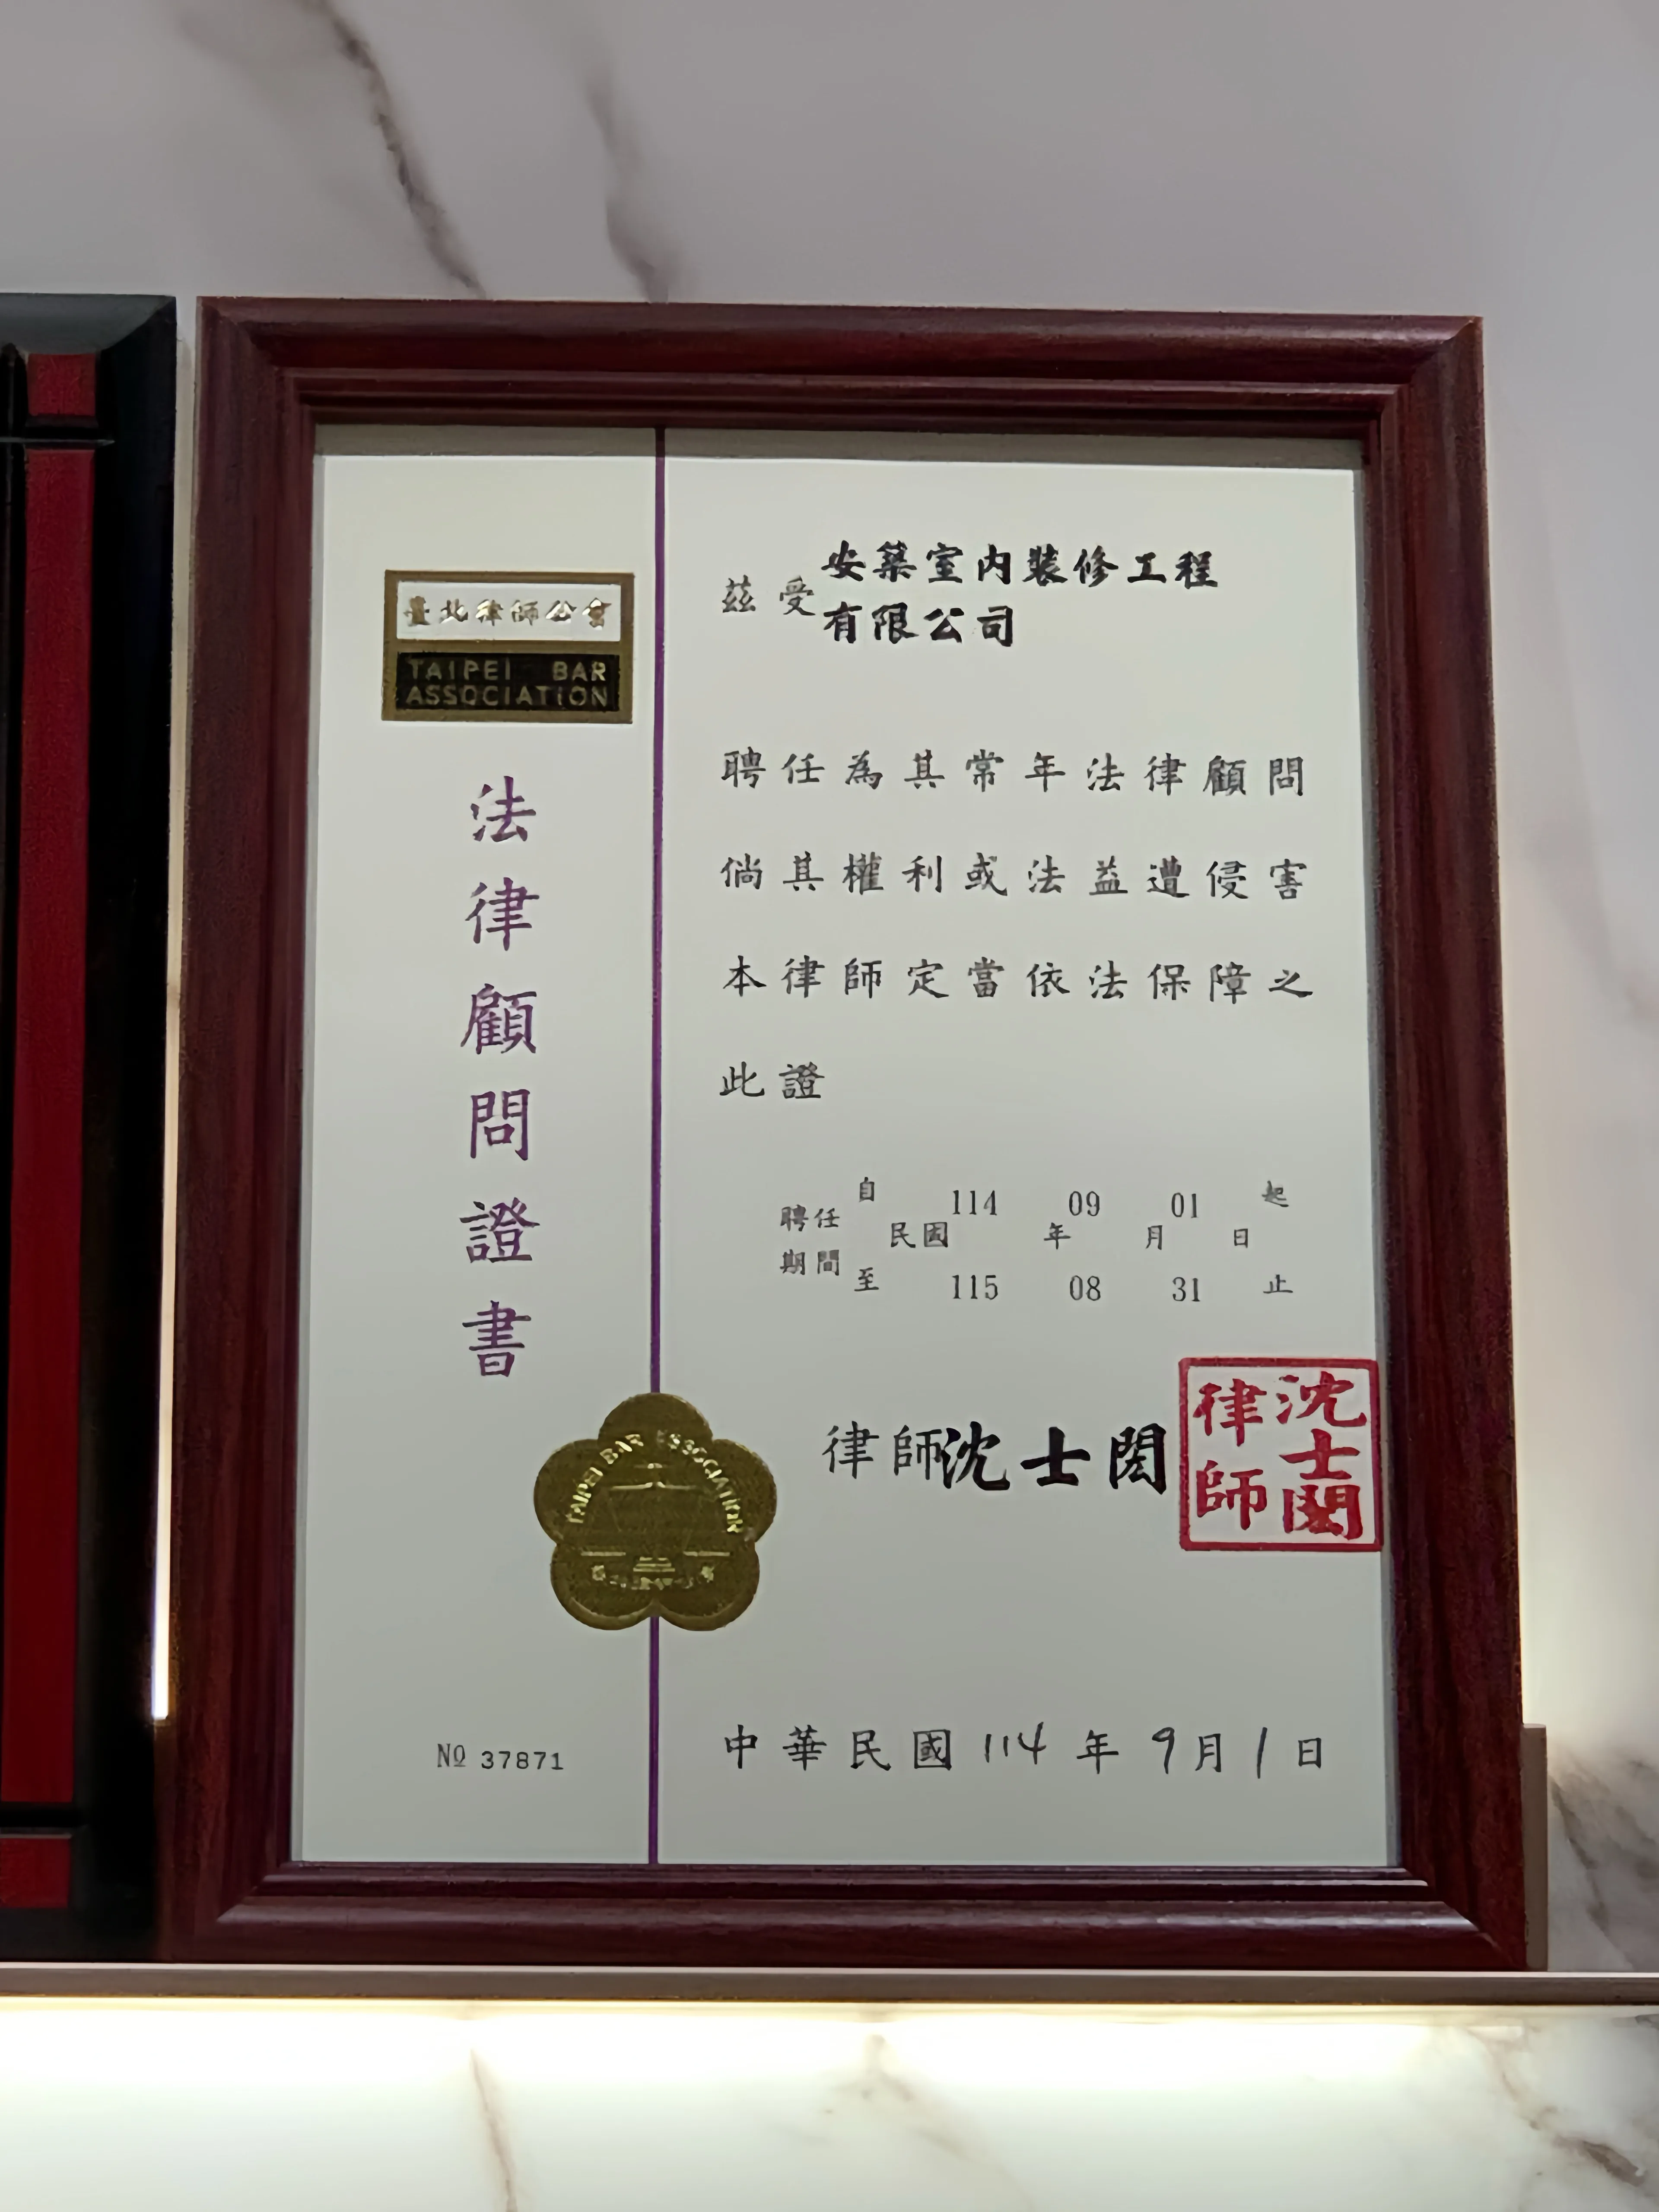 臺北律師公會
TAIPEI BAR
ASSOCIATION
法律顧問證書
茲受
安築室內裝修工程
有限公司
聘任為其常年法律顧問
倘其權利或法益遭侵害
本律師定當依法保障之
此證
聘任期間
自 民國 114 年 09 月 01 日 起
至 115 08 31 止
律師沈士閎
沈士閎
律師
TAIPEI BAR ASSOCIATION
中華民國 114 年 9 月 1 日
Nº 37871